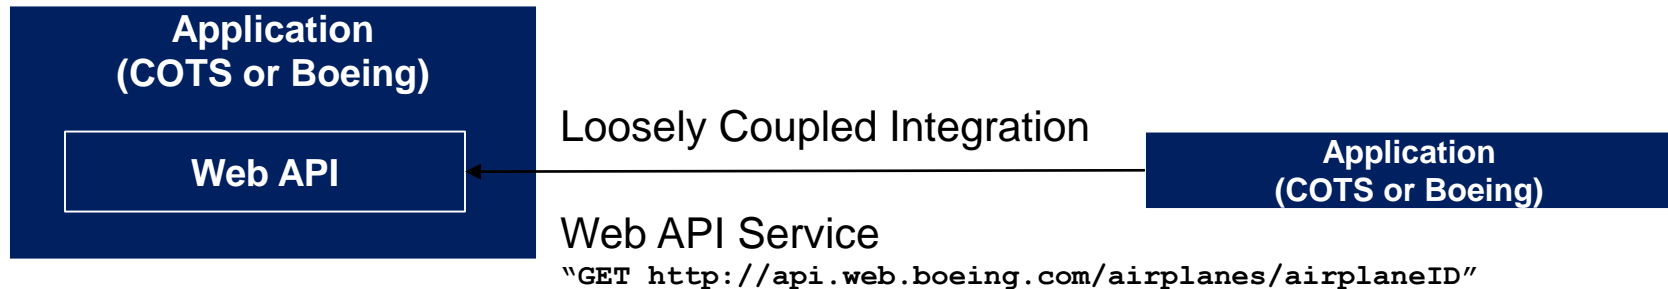 Application
(COTS or Boeing)
Web API
Loosely Coupled Integration
Application
(COTS or Boeing)
Web API Service
“GET http://api.web.boeing.com/airplanes/airplaneID”